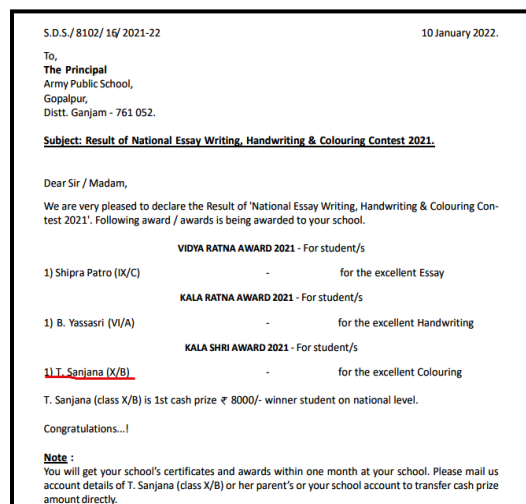 S.D.S./ 8102/ 16/ 2021-22 10 January 2022.
To,
The Principal
Army Public School,
Gopalpur,
Distt. Ganjam - 761 052.
Subject: Result of National Essay Writing, Handwriting & Colouring Contest 2021.
Dear Sir / Madam,
We are very pleased to declare the Result of 'National Essay Writing, Handwriting & Colouring Con-
test 2021'. Following award / awards is being awarded to your school.
VIDYA RATNA AWARD 2021 - For student/s
1) Shipra Patro (IX/C) - for the excellent Essay
KALA RATNA AWARD 2021 - For student/s
1) B. Yassasri (VI/A) - for the excellent Handwriting
KALA SHRI AWARD 2021 - For student/s
1) T. Sanjana (X/B) - for the excellent Colouring
T. Sanjana (class X/B) is 1st cash prize ₹ 8000/- winner student on national level.
Congratulations...!
Note :
You will get your school's certificates and awards within one month at your school. Please mail us
account details of T. Sanjana (class X/B) or her parent's or your school account to transfer cash prize
amount directly.